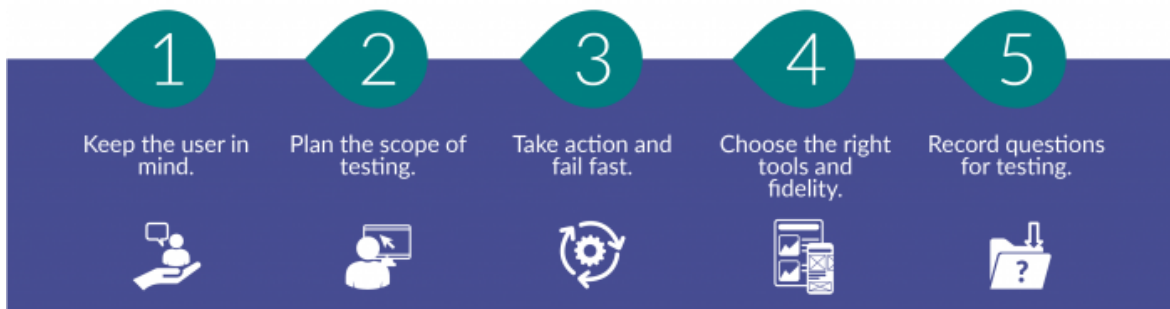 1
Keep the user in
mind.
2
Plan the scope of
testing.
3
Take action and
fail fast.
4
Choose the right
tools and
fidelity.
5
Record questions
for testing.
?